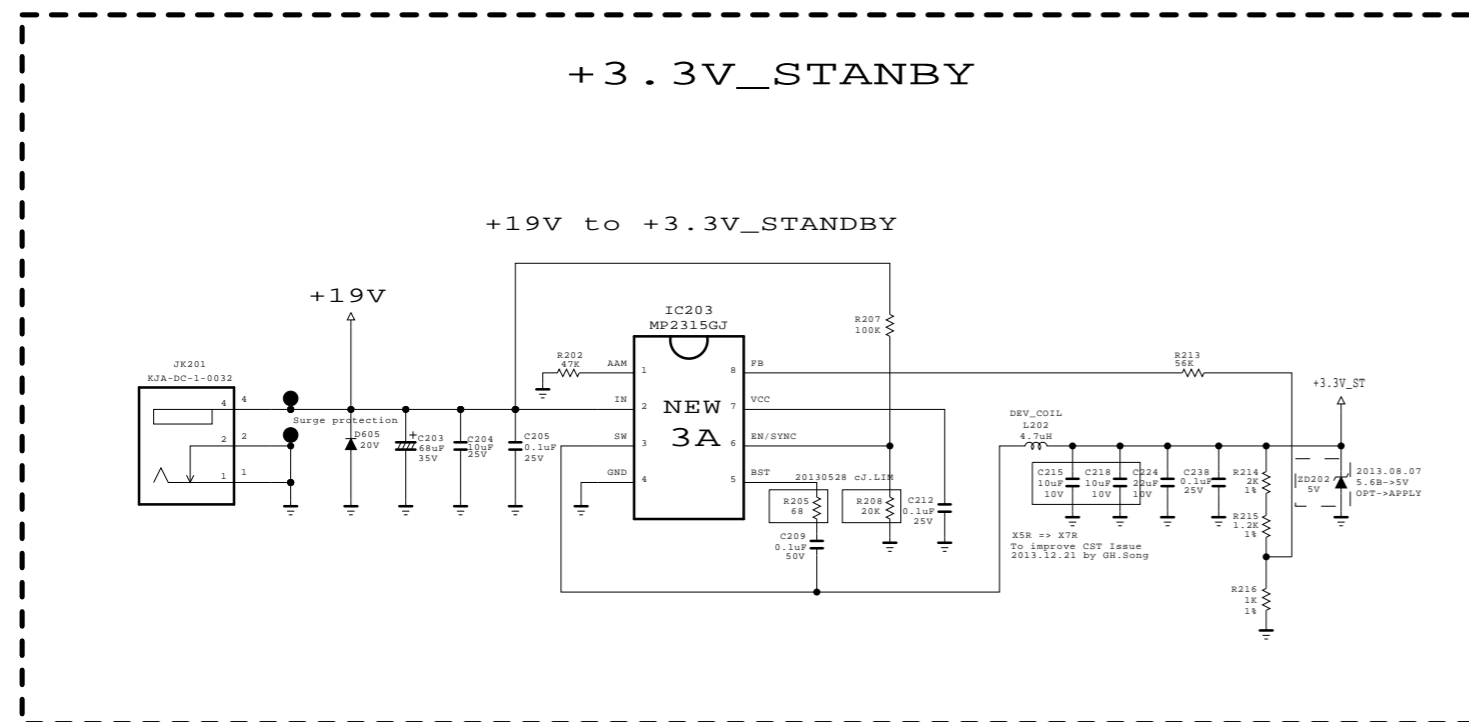 +3.3V_STANBY
+19V to +3.3V_STANDBY
+19V
JK201
KJA-DC-1-0032
4
4
2
2
1
1
Surge protection
D605
20V
+
C203
68uF
35V
C204
10uF
25V
C205
0.1uF
25V
R202
47K
IC203
MP2315GJ
AAM
1
IN
2
SW
3
GND
4
NEW
3A
8
FB
7
VCC
6
EN/SYNC
5
BST
R207
100K
20130528 cJ.LIM
R205
68
R208
20K
C209
0.1uF
50V
C212
0.1uF
25V
R213
56K
DEV_COIL
L202
4.7uH
C215
10uF
10V
C218
10uF
10V
C224
22uF
10V
C238
0.1uF
25V
X5R => X7R
To improve CST Issue
2013.12.21 by GH.Song
R214
2K
1%
R215
1.2K
1%
R216
1K
1%
+3.3V_ST
ZD202
5V
2013.08.07
5.6B->5V
OPT->APPLY